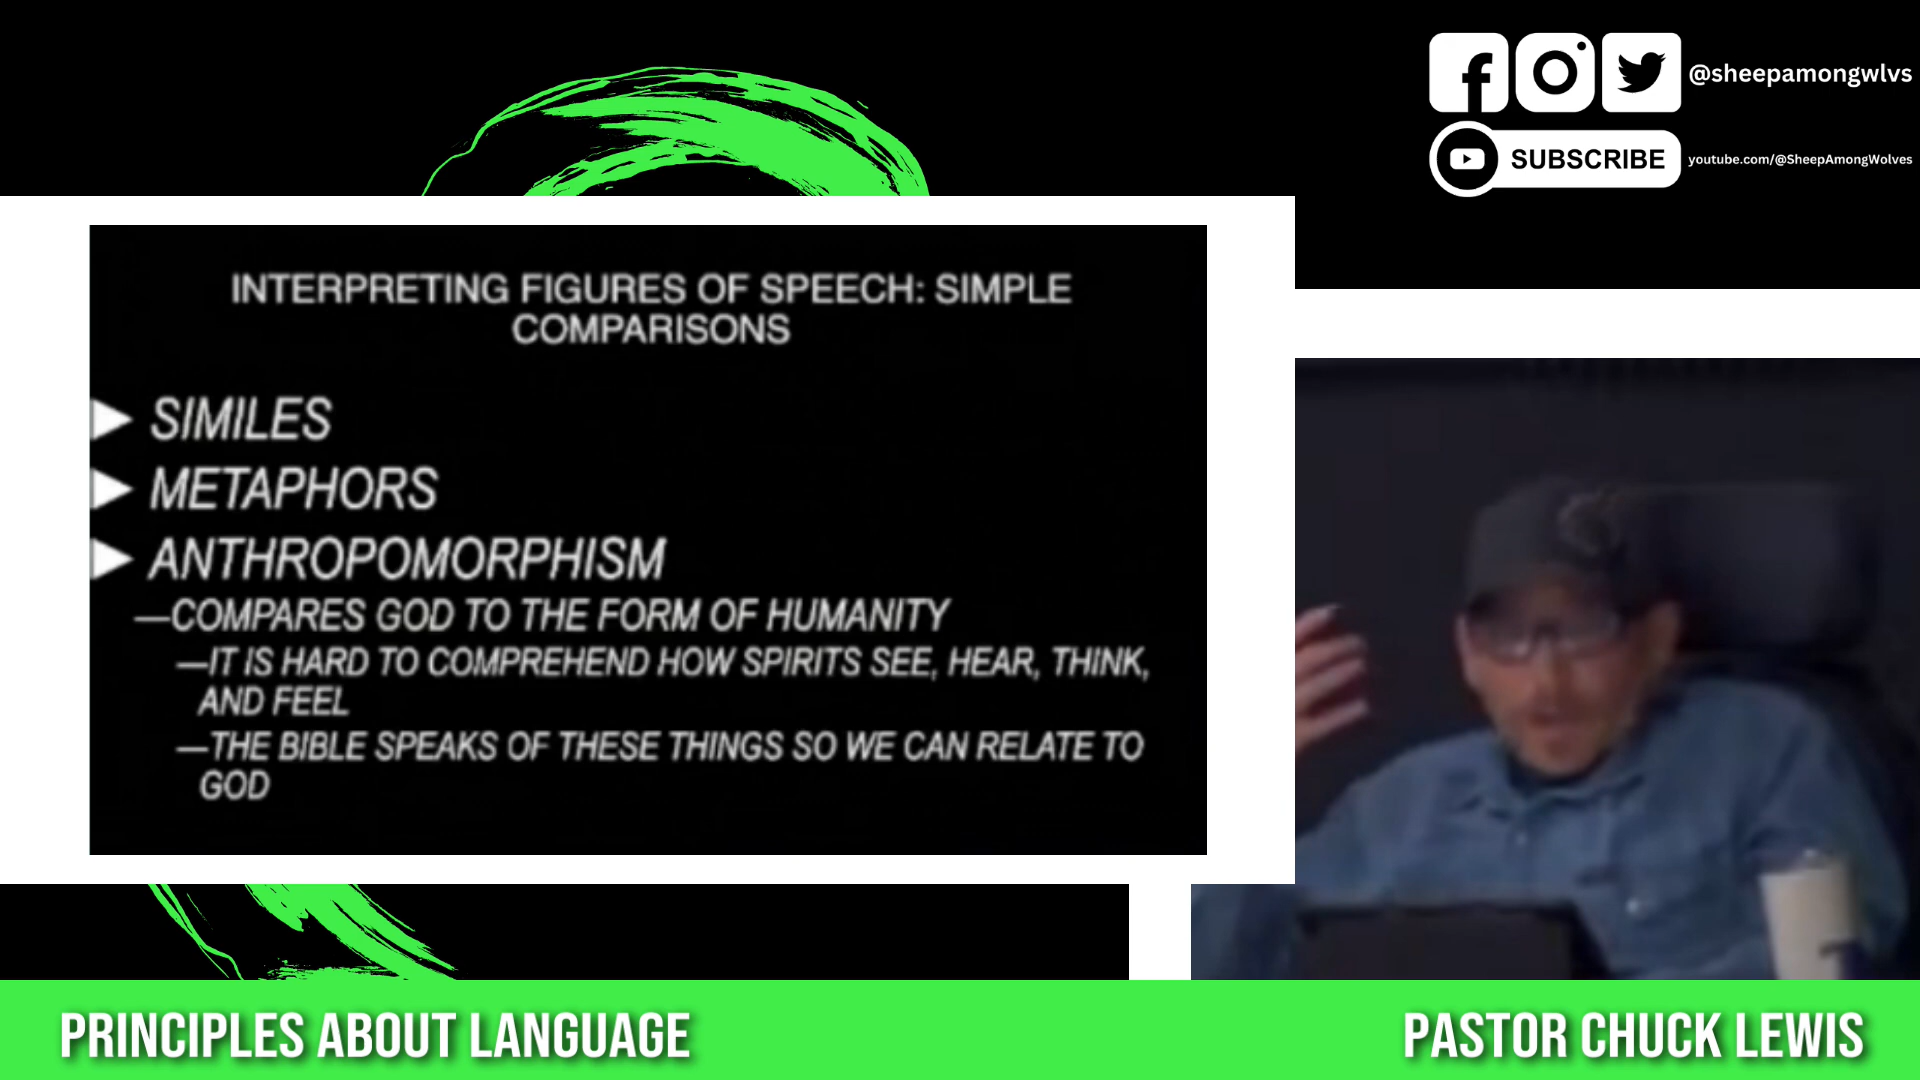 @sheepamongwlvs
SUBSCRIBE
youtube.com/@SheepAmongWolves
INTERPRETING FIGURES OF SPEECH: SIMPLE
COMPARISONS
SIMILES
METAPHORS
ANTHROPOMORPHISM
—COMPARES GOD TO THE FORM OF HUMANITY
—IT IS HARD TO COMPREHEND HOW SPIRITS SEE, HEAR, THINK,
AND FEEL
—THE BIBLE SPEAKS OF THESE THINGS SO WE CAN RELATE TO
GOD
PRINCIPLES ABOUT LANGUAGE
PASTOR CHUCK LEWIS